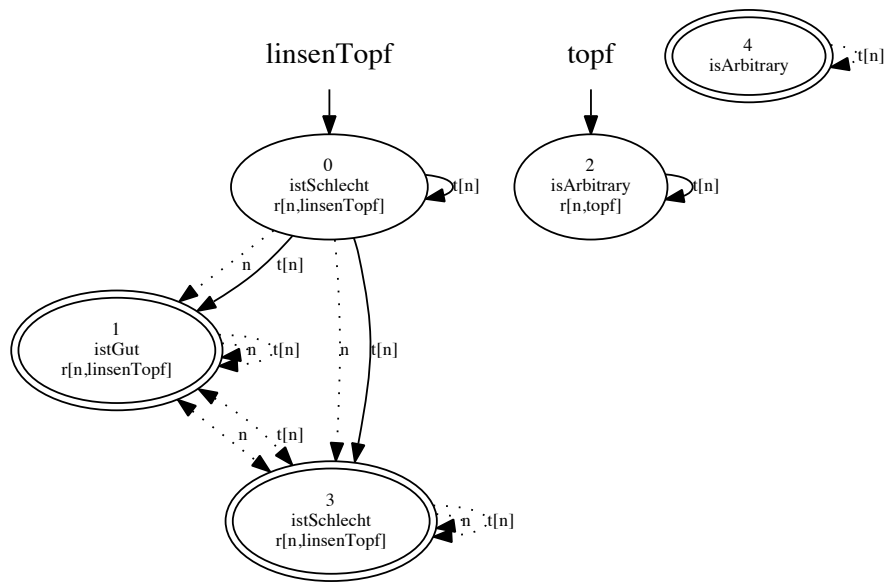 linsenTopf
topf
4
isArbitrary
t[n]
0
istSchlecht
r[n,linsenTopf]
t[n]
2
isArbitrary
r[n,topf]
t[n]
n
t[n]
1
istGut
r[n,linsenTopf]
n
t[n]
n
t[n]
n
t[n]
3
istSchlecht
r[n,linsenTopf]
n
t[n]